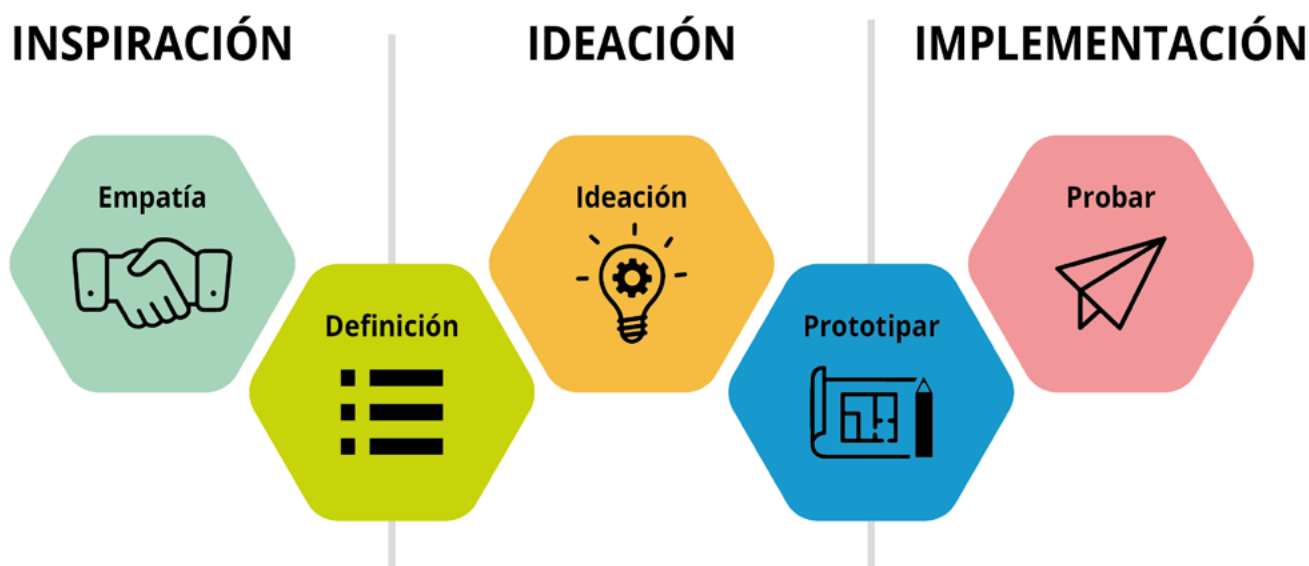 INSPIRACIÓN
IDEACIÓN
IMPLEMENTACIÓN
Empatía
Definición
Ideación
Prototipar
Probar